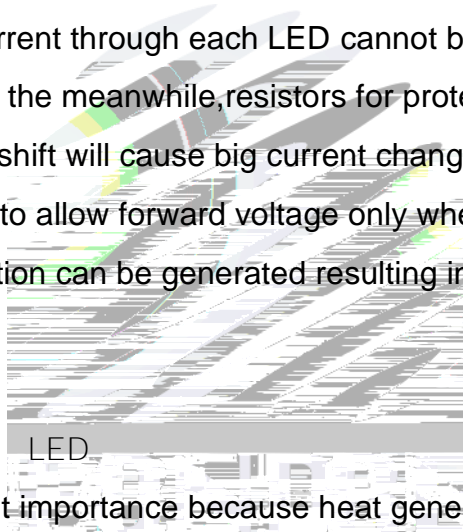 rrent through each LED cannot b
the meanwhile,resistors for prote
shift will cause big current chang
to allow forward voltage only whe
tion can be generated resulting in
LED
t importance because heat gene